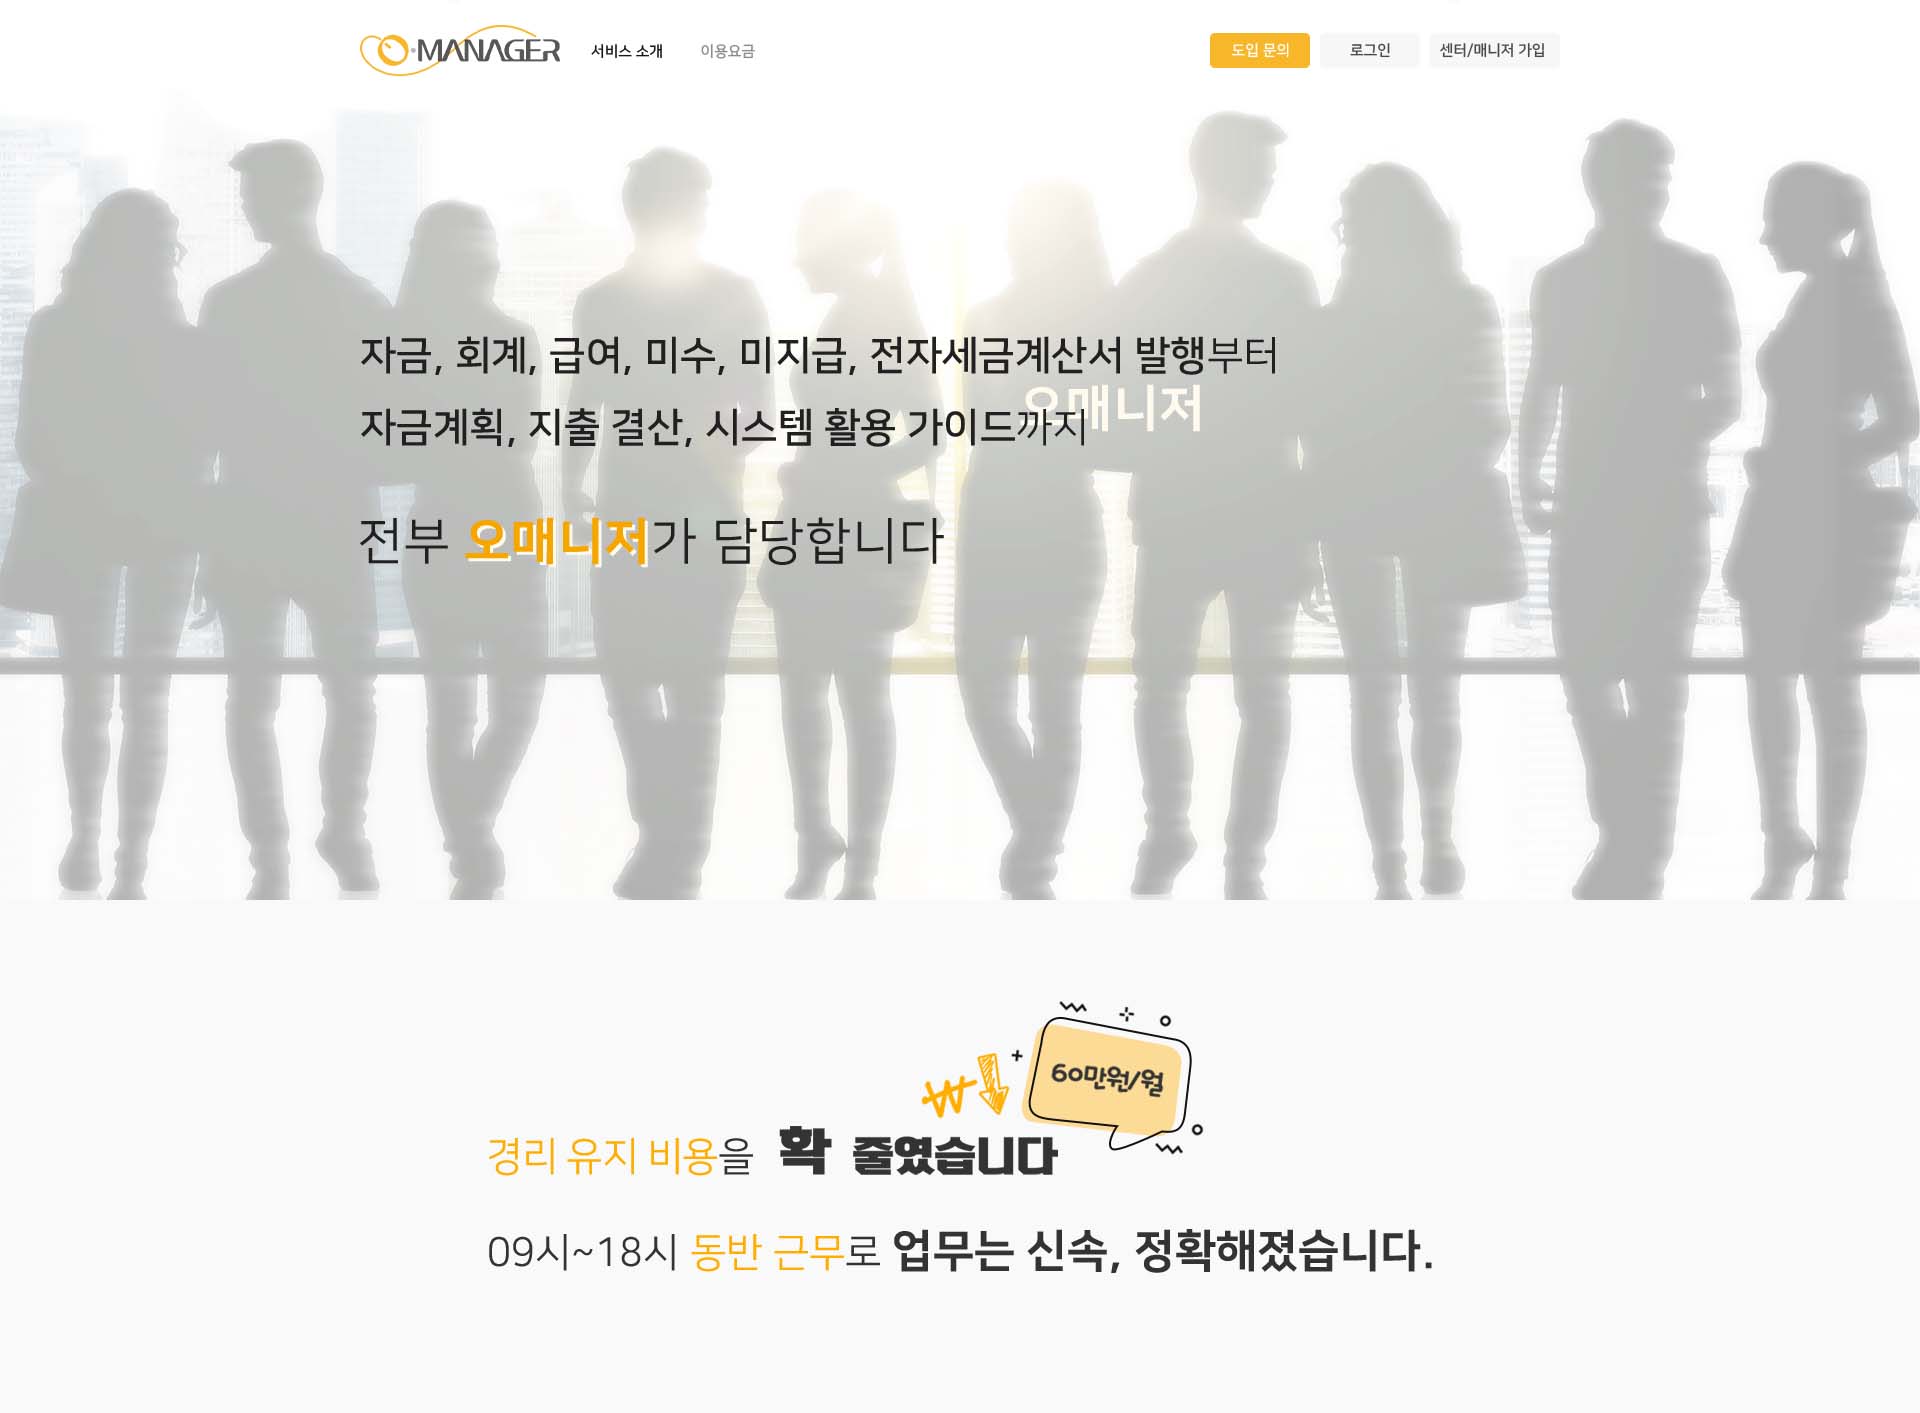 MANAGER
서비스 소개
이용요금
도입 문의
로그인
센터/매니저 가입
자금, 회계, 급여, 미수, 미지급, 전자세금계산서 발행부터
오매니저
자금계획, 지출 결산, 시스템 활용 가이드까지
전부 오매니저가 담당합니다
60만원/월
₩
경리 유지 비용을 확 줄였습니다
09시~18시 동반 근무로 업무는 신속, 정확해졌습니다.